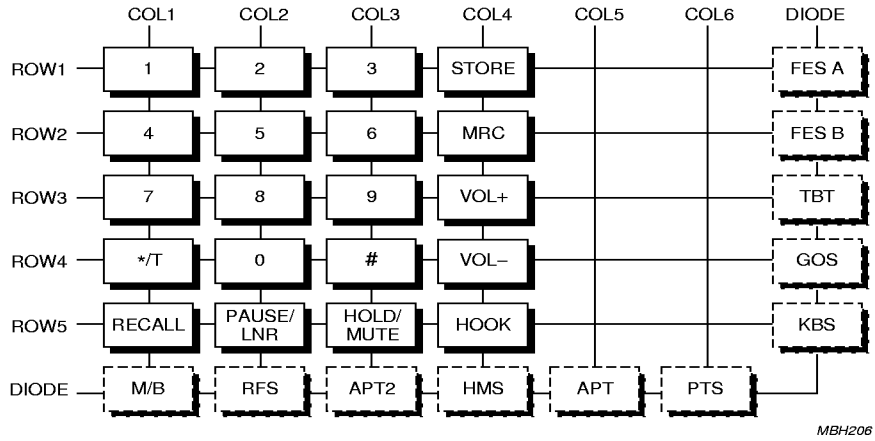 COL1 COL2 COL3 COL4 COL5 COL6 DIODE
ROW1 1 2 3 STORE FES A
ROW2 4 5 6 MRC FES B
ROW3 7 8 9 VOL+ TBT
ROW4 */T 0 # VOL− GOS
ROW5 RECALL PAUSE/ LNR HOLD/ MUTE HOOK KBS
DIODE M/B RFS APT2 HMS APT PTS
MBH206